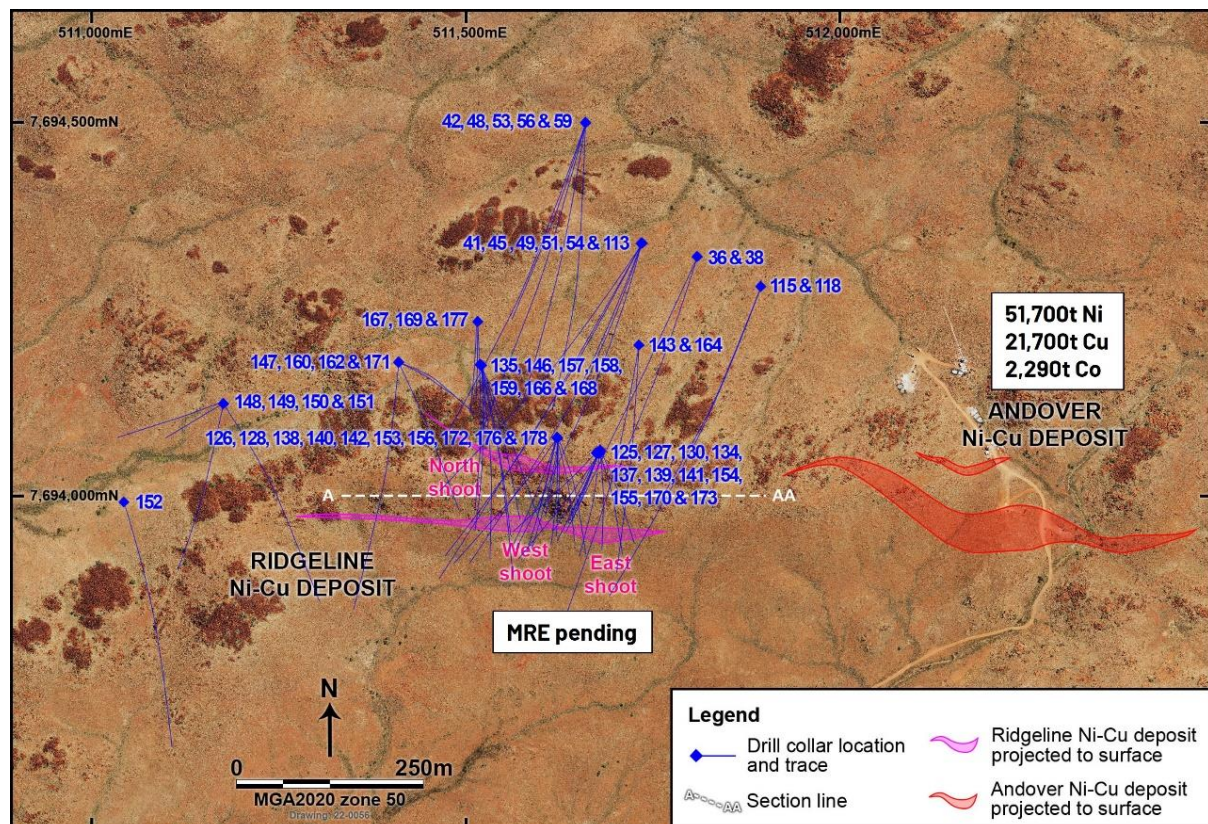 511,000mE
511,500mE
512,000mE
7,694,500mN
42, 48, 53, 56 & 59
41, 45, 49, 51, 54 & 113
36 & 38
115 & 118
51,700t Ni
21,700t Cu
2,290t Co
ANDOVER
Ni-Cu DEPOSIT
167, 169 & 177
143 & 164
147, 160, 162 & 171
135, 146, 157, 158,
159, 166 & 168
148, 149, 150 & 151
126, 128, 138, 140, 142, 153, 156, 172, 176 & 178
125, 127, 130, 134,
137, 139, 141, 154,
155, 170 & 173
North
shoot
7,694,000mN
152
A
AA
RIDGELINE
Ni-Cu DEPOSIT
West
shoot
East
shoot
MRE pending
N
0
250m
MGA2020 zone 50
Drawing: 22-0056
Legend
Drill collar location
and trace
A
AA
Section line
Ridgeline Ni-Cu deposit
projected to surface
Andover Ni-Cu deposit
projected to surface